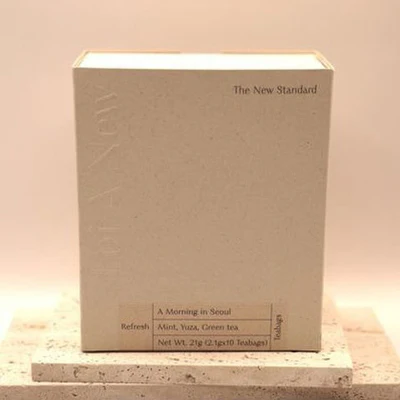 The New Standard
A New
A Morning in Seoul
Refresh
Mint, Yuza, Green tea
Net Wt. 21g (2.1gx10 Teabags)
Teabags